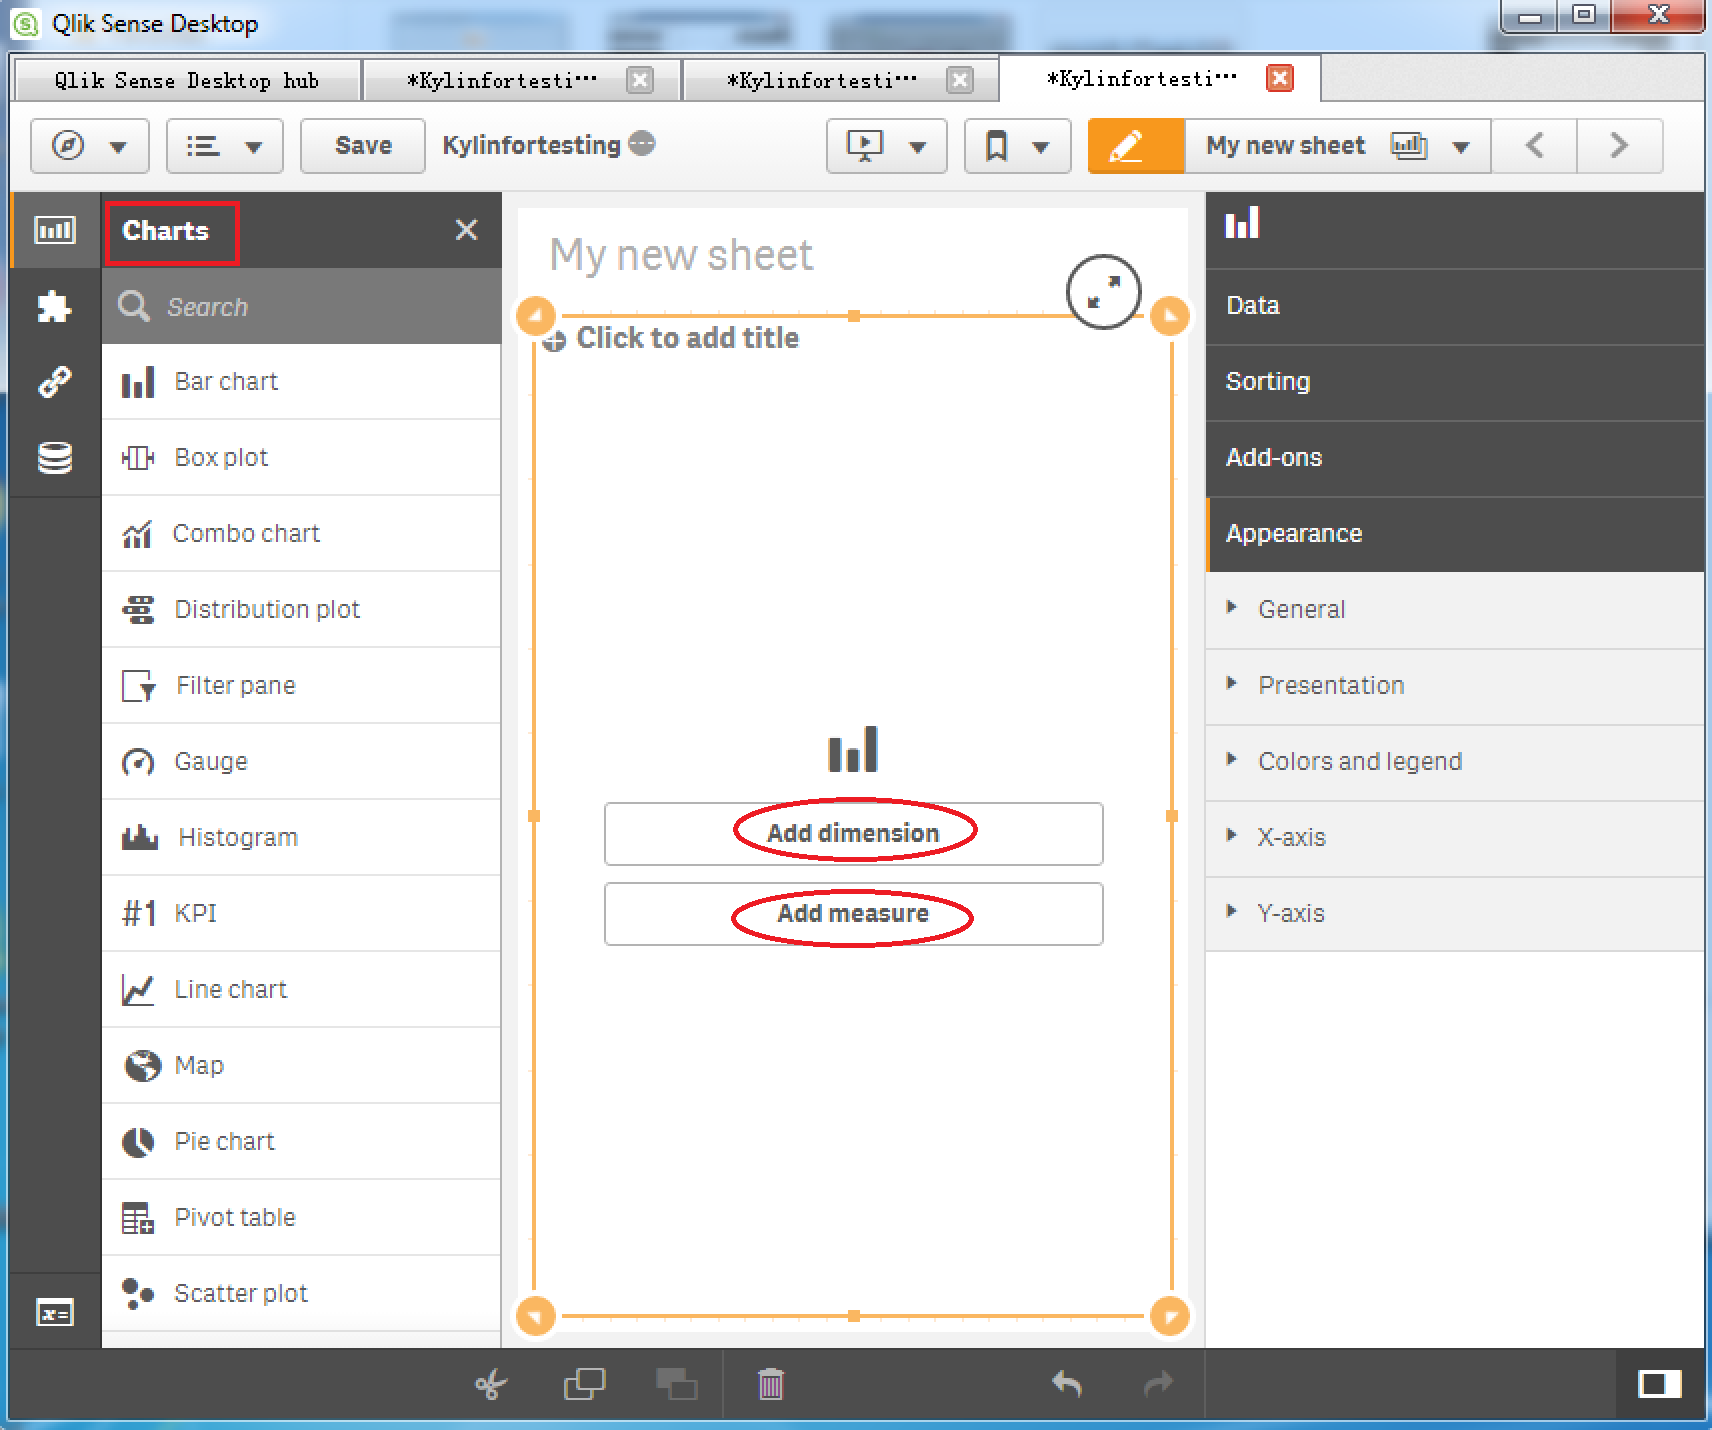 Qlik Sense Desktop
Qlik Sense Desktop hub
*Kylinfortesti···
*Kylinfortesti···
*Kylinfortesti···
Save
Kylinfortesting
My new sheet
Charts
Search
Bar chart
Box plot
Combo chart
Distribution plot
Filter pane
Gauge
Histogram
#1 KPI
Line chart
Map
Pie chart
Pivot table
Scatter plot
x=
My new sheet
Click to add title
Add dimension
Add measure
Data
Sorting
Add-ons
Appearance
General
Presentation
Colors and legend
X-axis
Y-axis